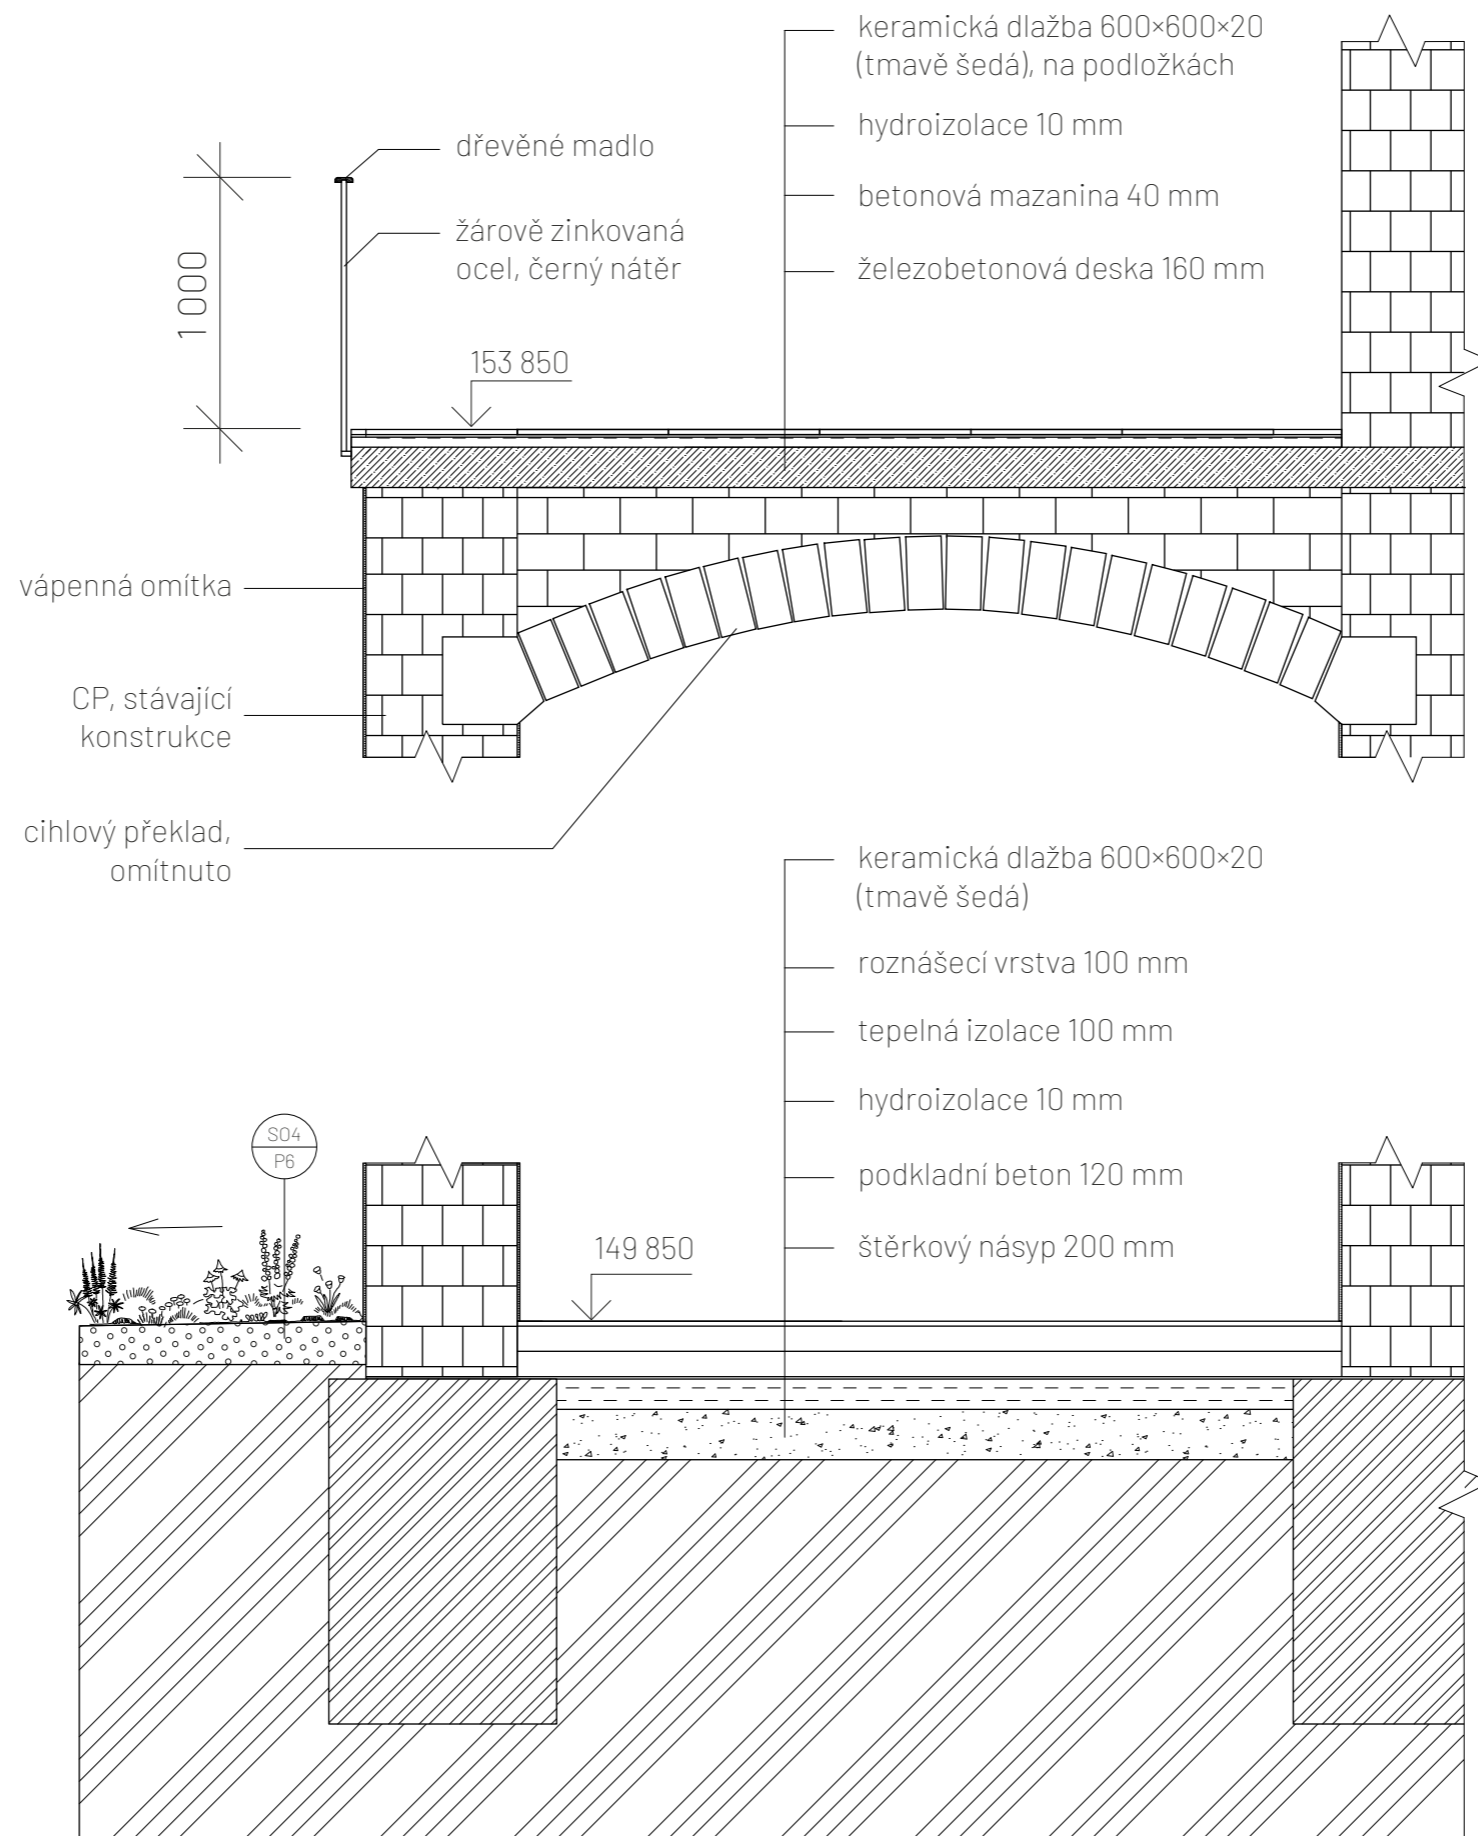 keramická dlažba 600×600×20
(tmavě šedá), na podložkách
hydroizolace 10 mm
betonová mazanina 40 mm
železobetonová deska 160 mm
dřevěné madlo
žárově zinkovaná
ocel, černý nátěr
1 000
153 850
vápenná omítka
CP, stávající
konstrukce
cihlový překlad,
omítnuto
keramická dlažba 600×600×20
(tmavě šedá)
roznášecí vrstva 100 mm
tepelná izolace 100 mm
hydroizolace 10 mm
podkladní beton 120 mm
štěrkový násyp 200 mm
S04
P6
149 850